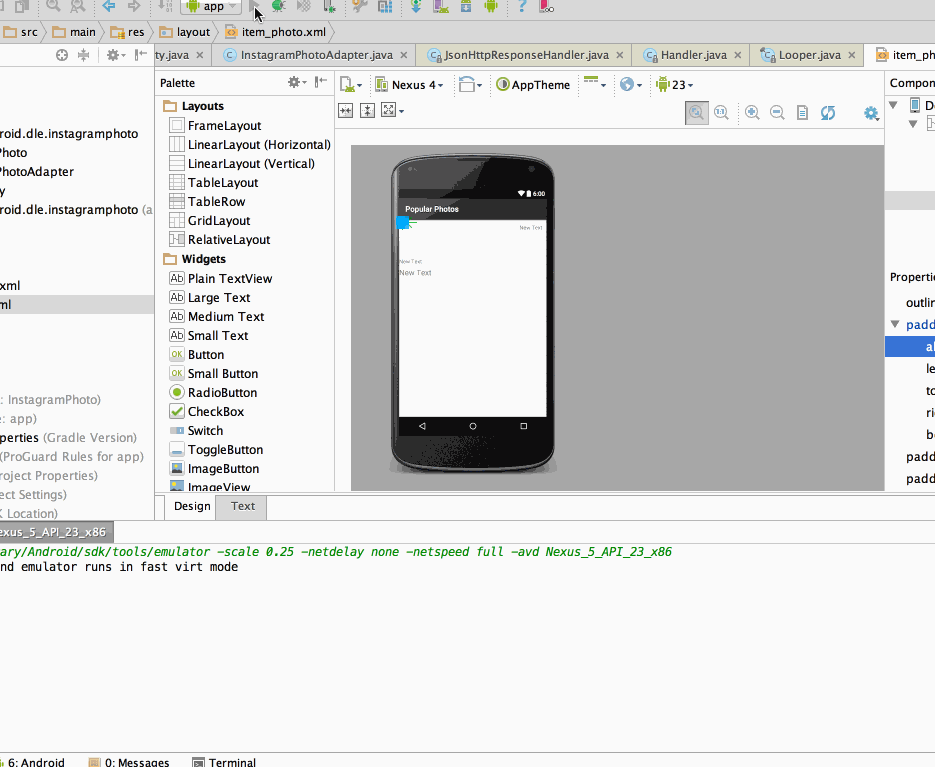 app
src main res layout item_photo.xml
ty.java InstagramPhotoAdapter.java JsonHttpResponseHandler.java Handler.java Looper.java item_ph
Palette Nexus 4 AppTheme 23 Compon
Layouts
FrameLayout
LinearLayout (Horizontal)
LinearLayout (Vertical)
TableLayout
TableRow
GridLayout
RelativeLayout
Widgets
Plain TextView
Large Text
Medium Text
Small Text
Button
Small Button
RadioButton
CheckBox
Switch
ToggleButton
ImageButton
ImageView
roid.dle.instagramphoto
Photo
PhotoAdapter
y
roid.dle.instagramphoto (a
xml
ml
: InstagramPhoto)
e: app)
perties (Gradle Version)
(ProGuard Rules for app)
roject Properties)
ect Settings)
K Location)
6:00
Popular Photos
New Text
New Text
New Text
De
Properti
outlin
padd
al
le
to
ri
bo
padd
padd
Design Text
exus_5_API_23_x86
ary/Android/sdk/tools/emulator -scale 0.25 -netdelay none -netspeed full -avd Nexus_5_API_23_x86
nd emulator runs in fast virt mode
6: Android 0: Messages Terminal